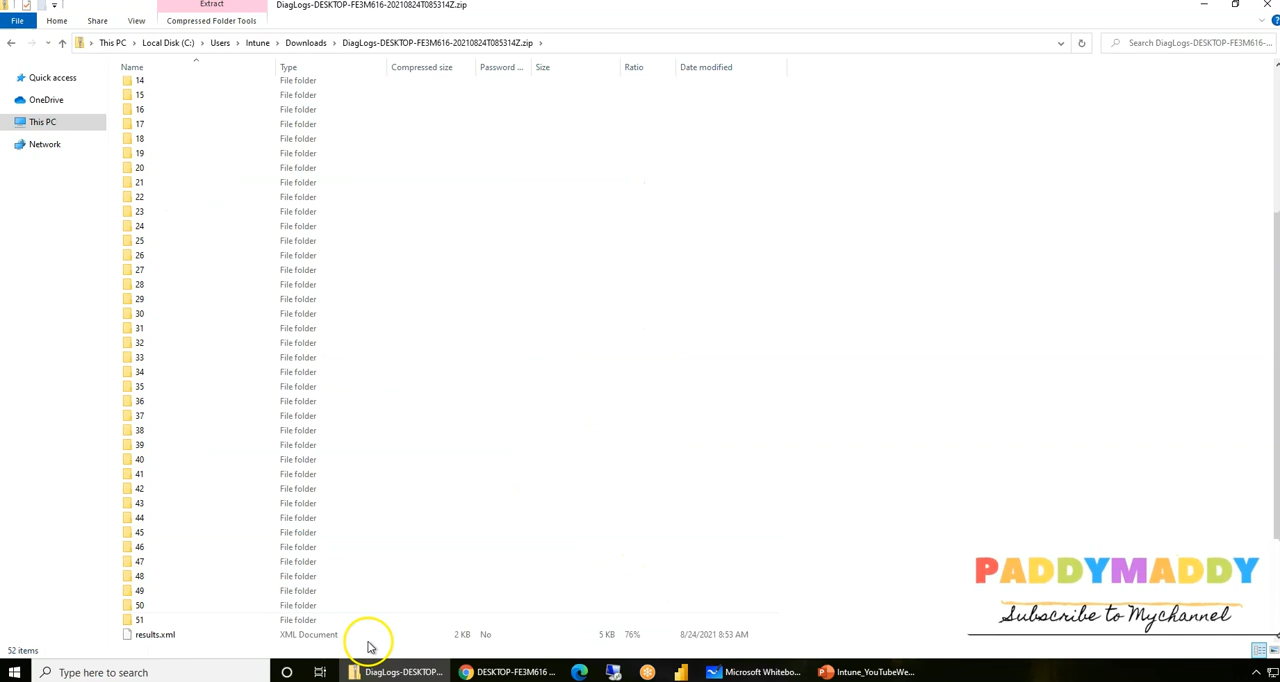 Extract
DiagLogs-DESKTOP-FE3M616-20210824T085314Z.zip
File Home Share View Compressed Folder Tools
This PC Local Disk (C:) Users Intune Downloads DiagLogs-DESKTOP-FE3M616-20210824T085314Z.zip Search DiagLogs-DESKTOP-FE3M616-...
Name Type Compressed size Password ... Size Ratio Date modified
Quick access
OneDrive
This PC
Network
14 File folder
15 File folder
16 File folder
17 File folder
18 File folder
19 File folder
20 File folder
21 File folder
22 File folder
23 File folder
24 File folder
25 File folder
26 File folder
27 File folder
28 File folder
29 File folder
30 File folder
31 File folder
32 File folder
33 File folder
34 File folder
35 File folder
36 File folder
37 File folder
38 File folder
39 File folder
40 File folder
41 File folder
42 File folder
43 File folder
44 File folder
45 File folder
46 File folder
47 File folder
48 File folder
49 File folder
50 File folder
51 File folder
results.xml XML Document 2 KB No 5 KB 76% 8/24/2021 8:53 AM
PADDYMADDY
Subscribe to Mychannel
52 items
Type here to search DiagLogs-DESKTOP... DESKTOP-FE3M616 ... Microsoft Whitebo... Intune_YouTubeWe...